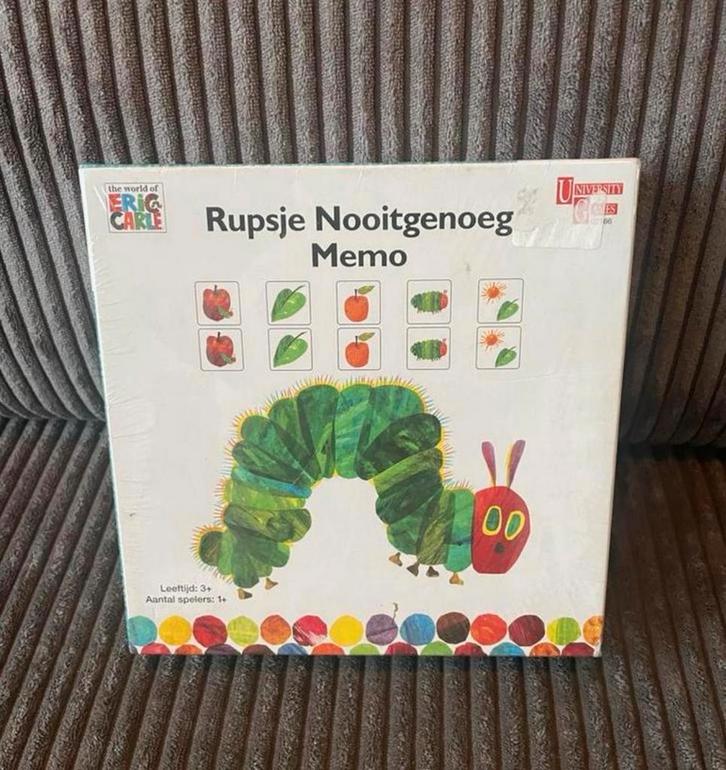 the world of
ERIC
CARLE
UNIVERSITY
GAMES
Rupsje Nooitgenoeg
Memo
Leeftijd: 3+
Aantal spelers: 1+